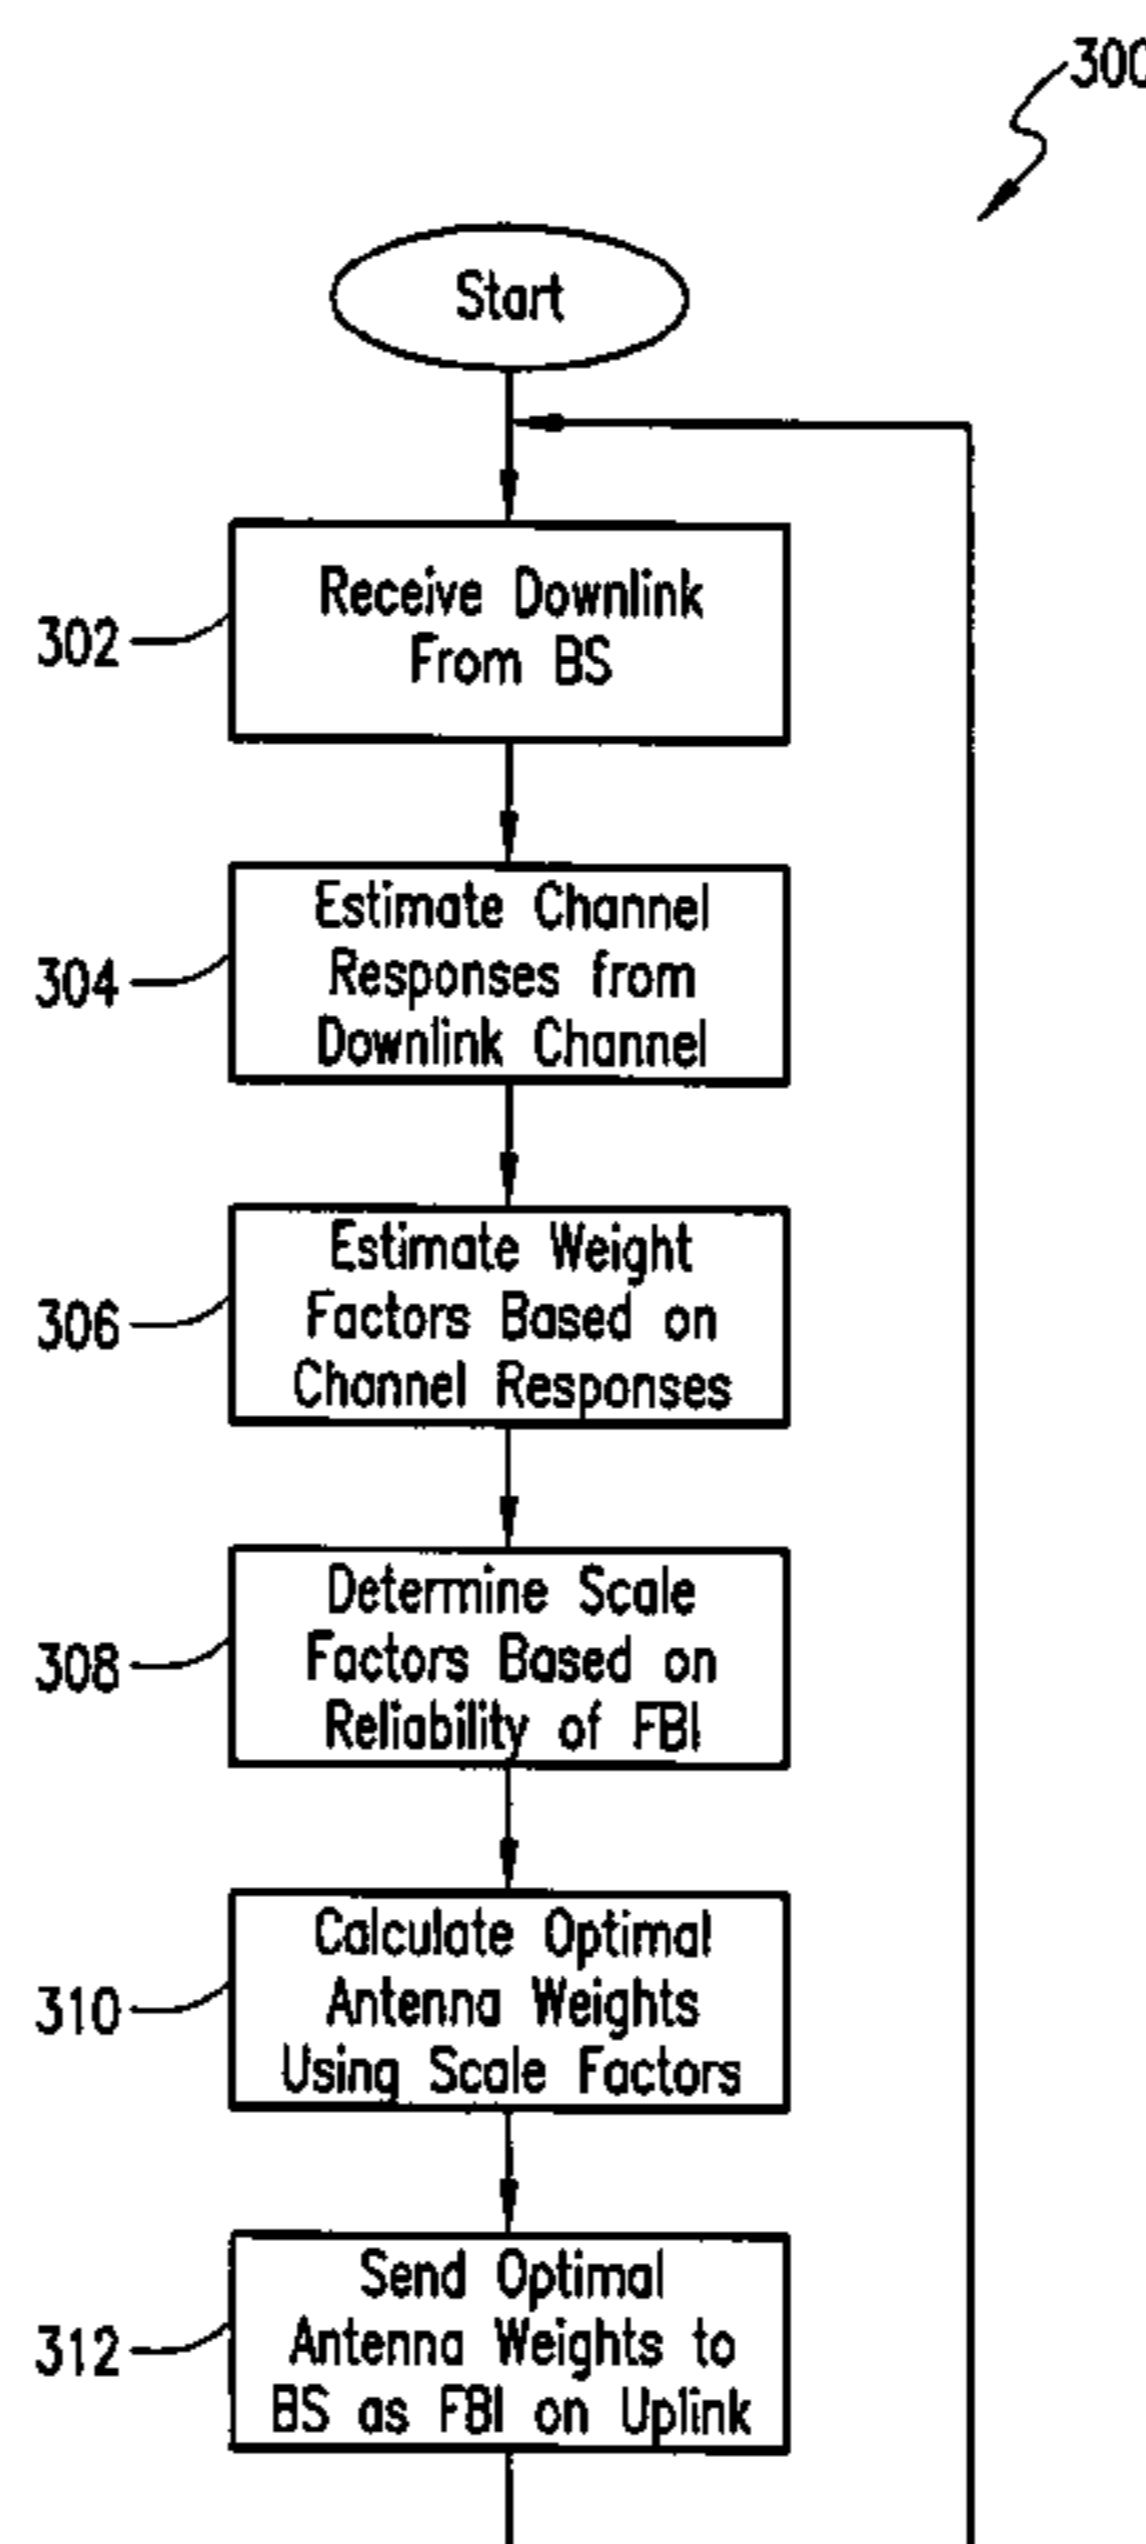 300
Start
Receive Downlink
From BS
302
Estimate Channel
Responses from
Downlink Channel
304
Estimate Weight
Factors Based on
Channel Responses
306
Determine Scale
Factors Based on
Reliability of FBI
308
Calculate Optimal
Antenna Weights
Using Scale Factors
310
Send Optimal
Antenna Weights to
BS as FBI on Uplink
312